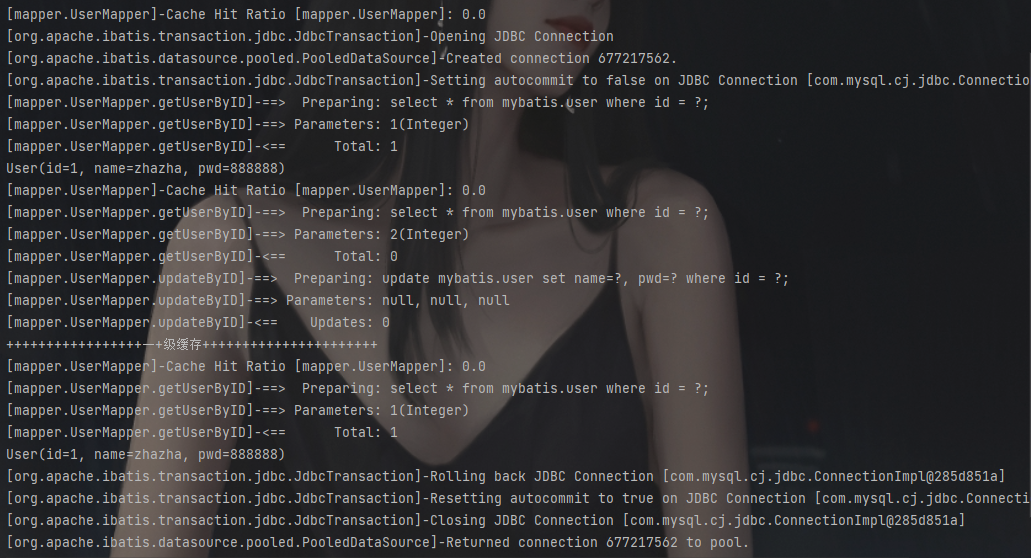 [mapper.UserMapper]-Cache Hit Ratio [mapper.UserMapper]: 0.0
[org.apache.ibatis.transaction.jdbc.JdbcTransaction]-Opening JDBC Connection
[org.apache.ibatis.datasource.pooled.PooledDataSource]-Created connection 677217562.
[org.apache.ibatis.transaction.jdbc.JdbcTransaction]-Setting autocommit to false on JDBC Connection [com.mysql.cj.jdbc.Connectio
[mapper.UserMapper.getUserByID]-==>  Preparing: select * from mybatis.user where id = ?;
[mapper.UserMapper.getUserByID]-==> Parameters: 1(Integer)
[mapper.UserMapper.getUserByID]-<==      Total: 1
User(id=1, name=zhazha, pwd=888888)
[mapper.UserMapper]-Cache Hit Ratio [mapper.UserMapper]: 0.0
[mapper.UserMapper.getUserByID]-==>  Preparing: select * from mybatis.user where id = ?;
[mapper.UserMapper.getUserByID]-==> Parameters: 2(Integer)
[mapper.UserMapper.getUserByID]-<==      Total: 0
[mapper.UserMapper.updateByID]-==>  Preparing: update mybatis.user set name=?, pwd=? where id = ?;
[mapper.UserMapper.updateByID]-==> Parameters: null, null, null
[mapper.UserMapper.updateByID]-<==    Updates: 0
+++++++++++++++++一+级缓存++++++++++++++++++++++
[mapper.UserMapper]-Cache Hit Ratio [mapper.UserMapper]: 0.0
[mapper.UserMapper.getUserByID]-==>  Preparing: select * from mybatis.user where id = ?;
[mapper.UserMapper.getUserByID]-==> Parameters: 1(Integer)
[mapper.UserMapper.getUserByID]-<==      Total: 1
User(id=1, name=zhazha, pwd=888888)
[org.apache.ibatis.transaction.jdbc.JdbcTransaction]-Rolling back JDBC Connection [com.mysql.cj.jdbc.ConnectionImpl@285d851a]
[org.apache.ibatis.transaction.jdbc.JdbcTransaction]-Resetting autocommit to true on JDBC Connection [com.mysql.cj.jdbc.Connecti
[org.apache.ibatis.transaction.jdbc.JdbcTransaction]-Closing JDBC Connection [com.mysql.cj.jdbc.ConnectionImpl@285d851a]
[org.apache.ibatis.datasource.pooled.PooledDataSource]-Returned connection 677217562 to pool.